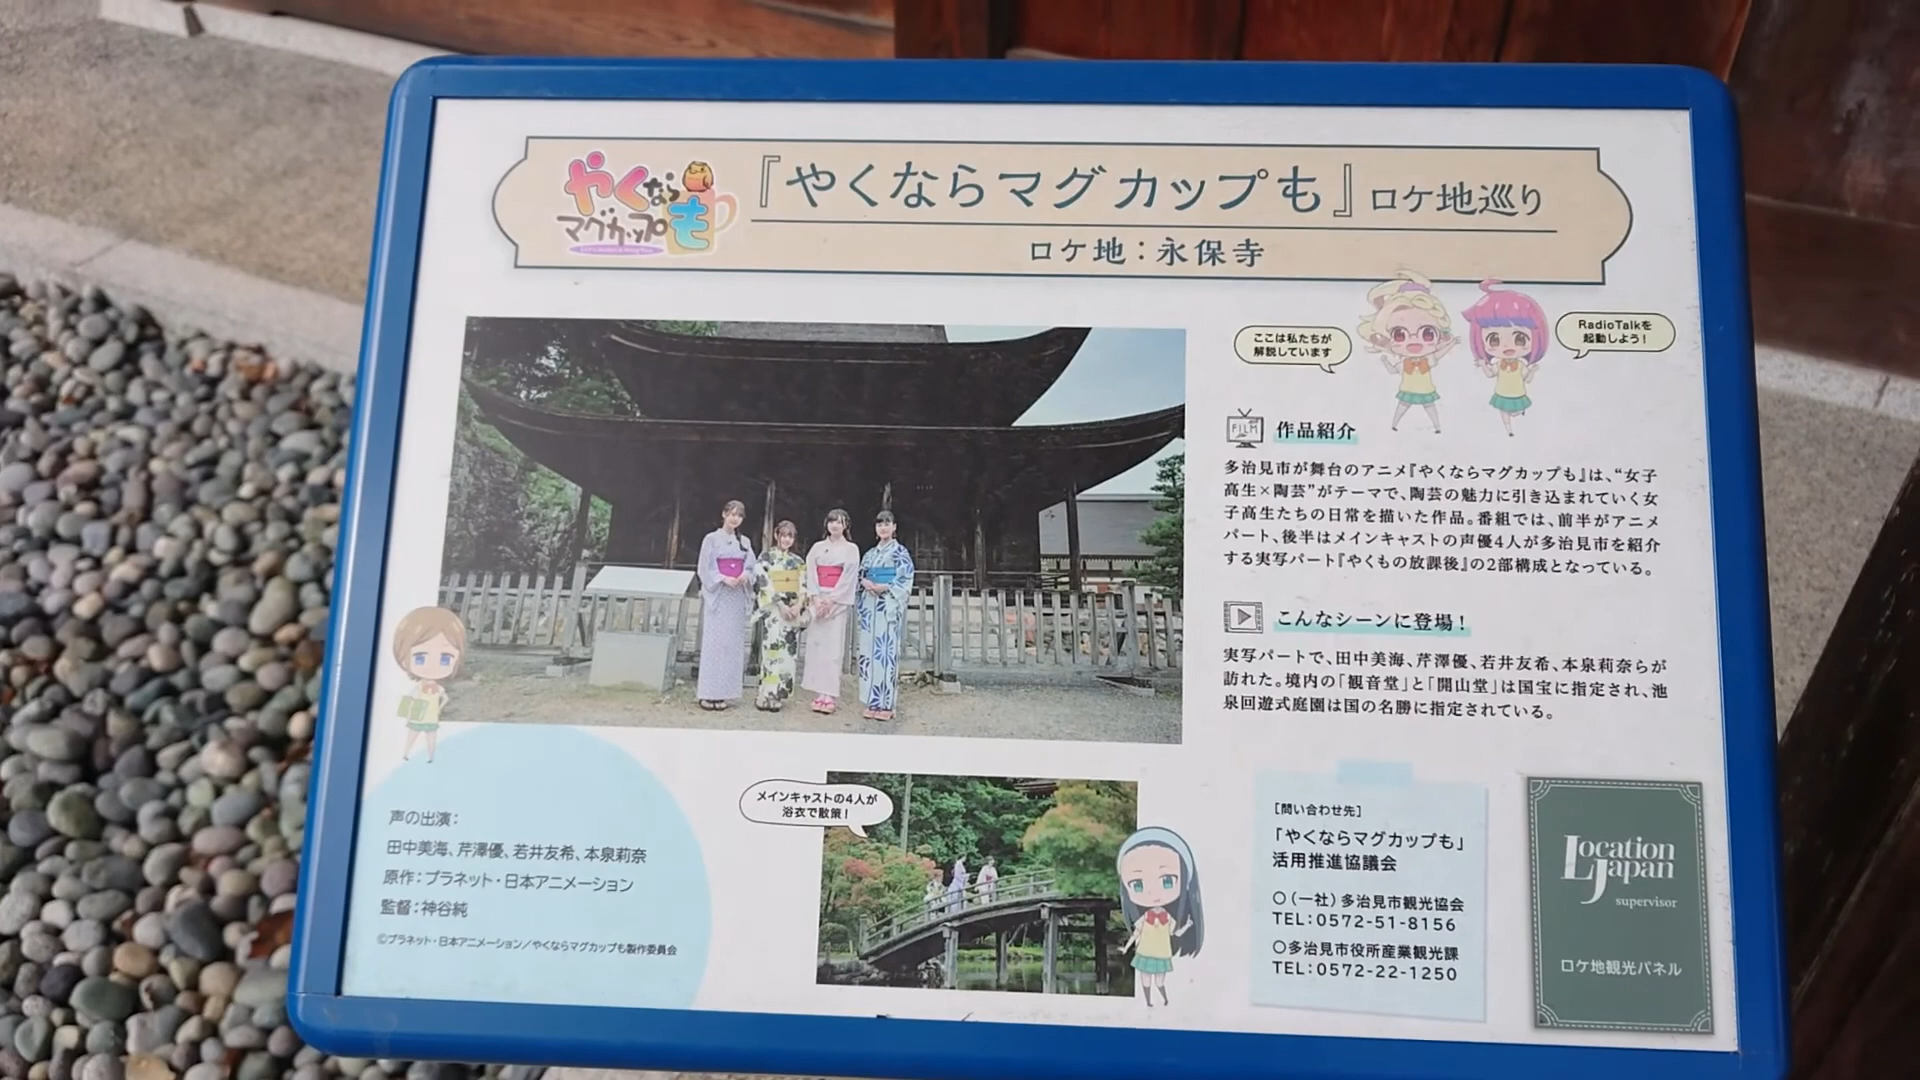 やくなら
マグカップも
『やくならマグカップも』ロケ地巡り
ロケ地：永保寺
ここは私たちが
解説しています
RadioTalkを
起動しよう！
FILM
作品紹介
多治見市が舞台のアニメ『やくならマグカップも』は、“女子
高生×陶芸”がテーマで、陶芸の魅力に引き込まれていく女
子高生たちの日常を描いた作品。番組では、前半がアニメ
パート、後半はメインキャストの声優4人が多治見市を紹介
する実写パート『やくもの放課後』の2部構成となっている。
こんなシーンに登場！
実写パートで、田中美海、芹澤優、若井友希、本泉莉奈らが
訪れた。境内の「観音堂」と「開山堂」は国宝に指定され、池
泉回遊式庭園は国の名勝に指定されている。
声の出演：
田中美海、芹澤優、若井友希、本泉莉奈
原作：プラネット・日本アニメーション
監督：神谷純
©プラネット・日本アニメーション／やくならマグカップも製作委員会
メインキャストの4人が
浴衣で散策！
［問い合わせ先］
「やくならマグカップも」
活用推進協議会
○（一社）多治見市観光協会
TEL：0572-51-8156
○多治見市役所産業観光課
TEL：0572-22-1250
Location
Japan
supervisor
ロケ地観光パネル